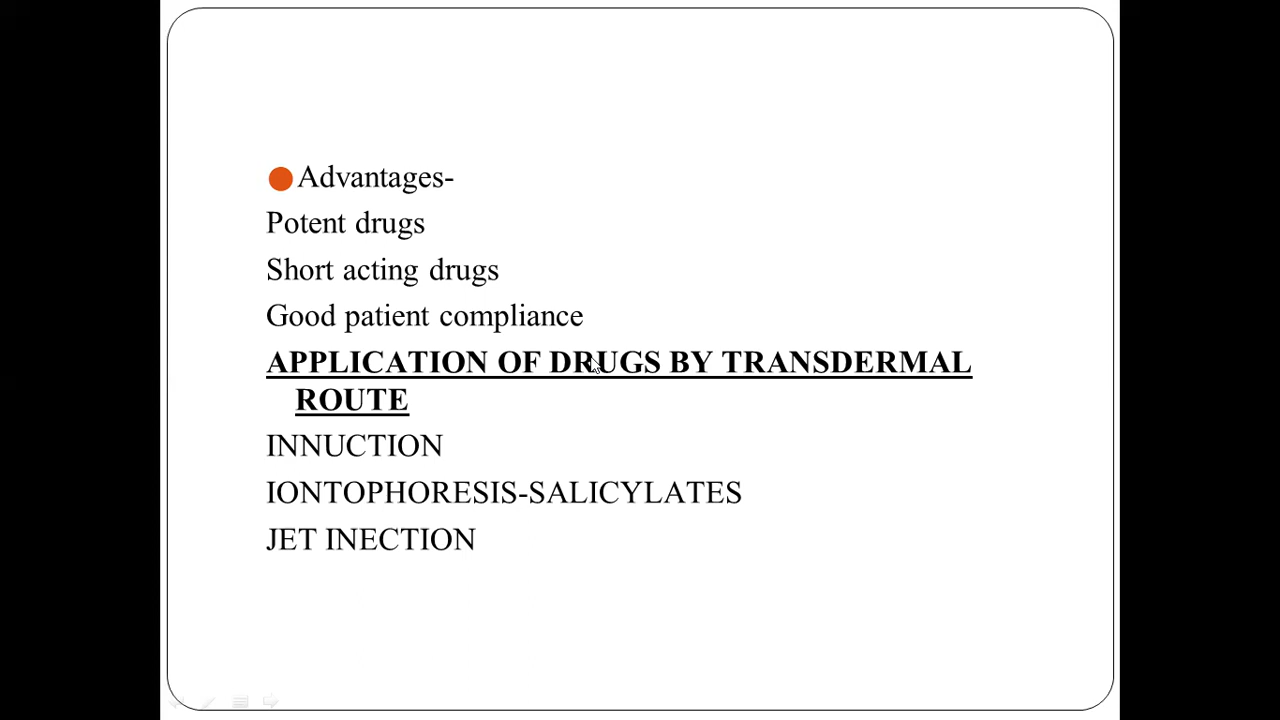 Advantages-
Potent drugs
Short acting drugs
Good patient compliance
APPLICATION OF DRUGS BY TRANSDERMAL
ROUTE
INNUCTION
IONTOPHORESIS-SALICYLATES
JET INECTION